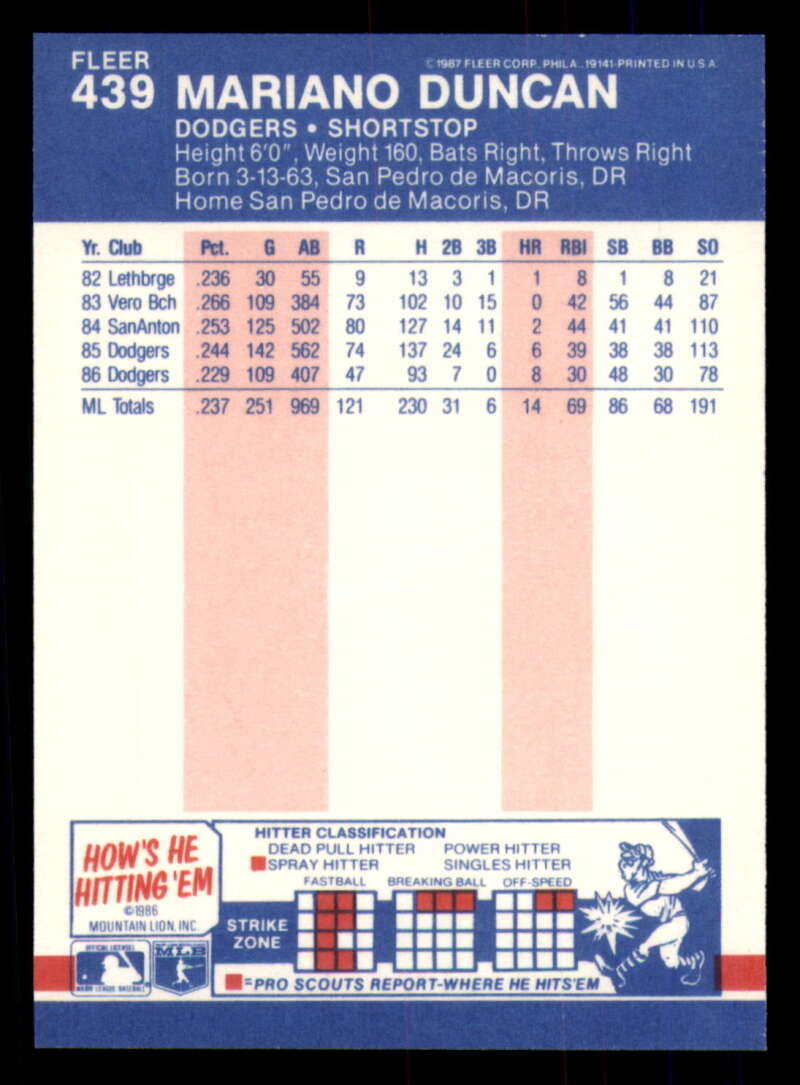 FLEER
©1987 FLEER CORP., PHILA., 19141-PRINTED IN U.S.A.
439 MARIANO DUNCAN
DODGERS • SHORTSTOP
Height 6'0", Weight 160, Bats Right, Throws Right
Born 3-13-63, San Pedro de Macoris, DR
Home San Pedro de Macoris, DR
Yr. Club Pct. G AB R H 2B 3B HR RBI SB BB SO
82 Lethbrge .236 30 55 9 13 3 1 1 8 1 8 21
83 Vero Bch .266 109 384 73 102 10 15 0 42 56 44 87
84 SanAnton .253 125 502 80 127 14 11 2 44 41 41 110
85 Dodgers .244 142 562 74 137 24 6 6 39 38 38 113
86 Dodgers .229 109 407 47 93 7 0 8 30 48 30 78
ML Totals .237 251 969 121 230 31 6 14 69 86 68 191
HOW'S HE
HITTING 'EM
©1986
MOUNTAIN LION, INC.
HITTER CLASSIFICATION
DEAD PULL HITTER POWER HITTER
SPRAY HITTER SINGLES HITTER
FASTBALL BREAKING BALL OFF-SPEED
STRIKE
ZONE
=PRO SCOUTS REPORT-WHERE HE HITS'EM
OFFICIAL LICENSEE
MAJOR LEAGUE BASEBALL
MLB